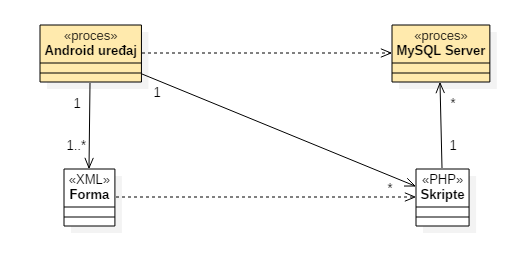 «proces»
Android uređaj
«proces»
MySQL Server
1
1
*
1..*
1
«XML»
Forma
*
«PHP»
Skripte